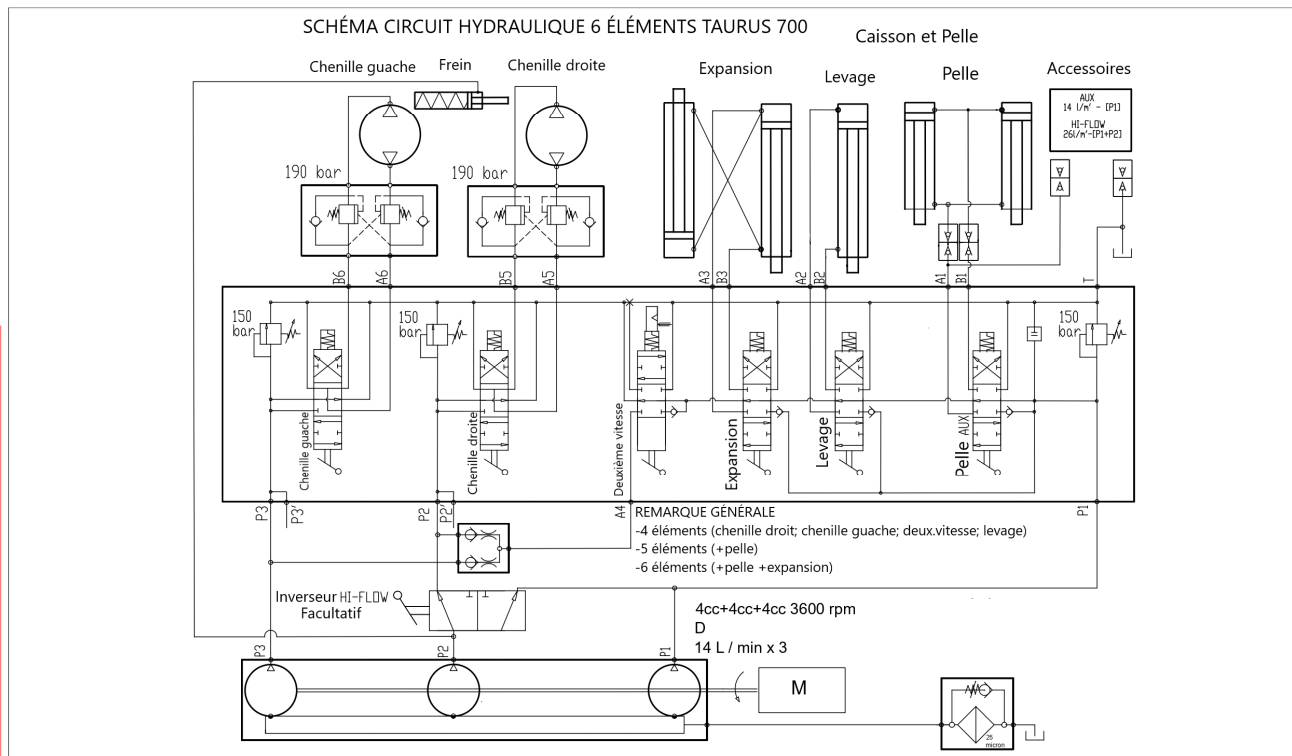 SCHÉMA CIRCUIT HYDRAULIQUE 6 ÉLÉMENTS TAURUS 700
Caisson et Pelle
Chenille guache
Frein
Chenille droite
Expansion
Levage
Pelle
Accessoires
AUX
14 l/m' - [P1]
HI-FLOW
26l/m'-[P1+P2]
190 bar
190 bar
B6
A6
B5
A5
A3
B3
A2
B2
A1
B1
T
150
bar
150
bar
150
bar
Chenille guache
Chenille droite
Deuxième vitesse
Expansion
Levage
Pelle AUX
P3
P3'
P2
P2'
A4
P1
REMARQUE GÉNÉRALE
-4 éléments (chenille droit; chenille guache; deux.vitesse; levage)
-5 éléments (+pelle)
-6 éléments (+pelle +expansion)
Inverseur HI-FLOW
Facultatif
4cc+4cc+4cc 3600 rpm
D
14 L / min x 3
P3
P2
P1
M
25
micron